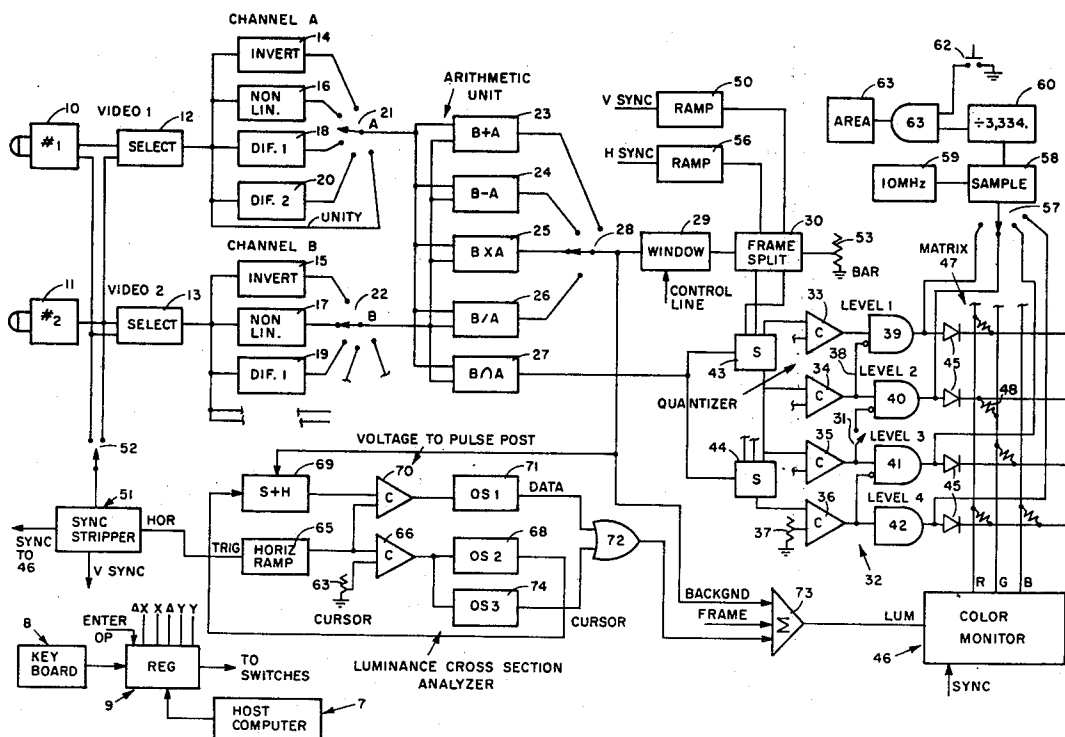 CHANNEL A
14
INVERT
16
NON
LIN.
18
DIF. 1
20
DIF. 2
UNITY
21
A
10
#1
VIDEO 1
12
SELECT
11
#2
VIDEO 2
13
SELECT
CHANNEL B
15
INVERT
17
NON
LIN.
19
DIF. 1
22
B
ARITHMETIC
UNIT
23
B+A
24
B-A
25
B X A
26
B/A
27
B∩A
28
29
WINDOW
CONTROL
LINE
V SYNC
50
RAMP
H SYNC
56
RAMP
30
FRAME
SPLIT
53
BAR
62
63
AREA
63
60
÷3,334.
59
10MHz
58
SAMPLE
57
MATRIX
47
33
C
LEVEL 1
39
45
38
34
C
LEVEL 2
40
48
QUANTIZER
31
35
C
LEVEL 3
41
45
36
C
LEVEL 4
42
37
32
S
43
44
S
52
51
SYNC
STRIPPER
SYNC
TO
46
V SYNC
HOR
VOLTAGE TO PULSE POST
69
S+H
70
C
71
OS 1
DATA
TRIG
65
HORIZ
RAMP
66
C
68
OS 2
63
CURSOR
74
OS 3
CURSOR
72
LUMINANCE CROSS SECTION
ANALYZER
BACKGND
FRAME
73
M
LUM
R G B
COLOR
MONITOR
46
SYNC
ΔX X ΔY Y
ENTER
OP
8
KEY
BOARD
REG
9
TO
SWITCHES
HOST
COMPUTER
7